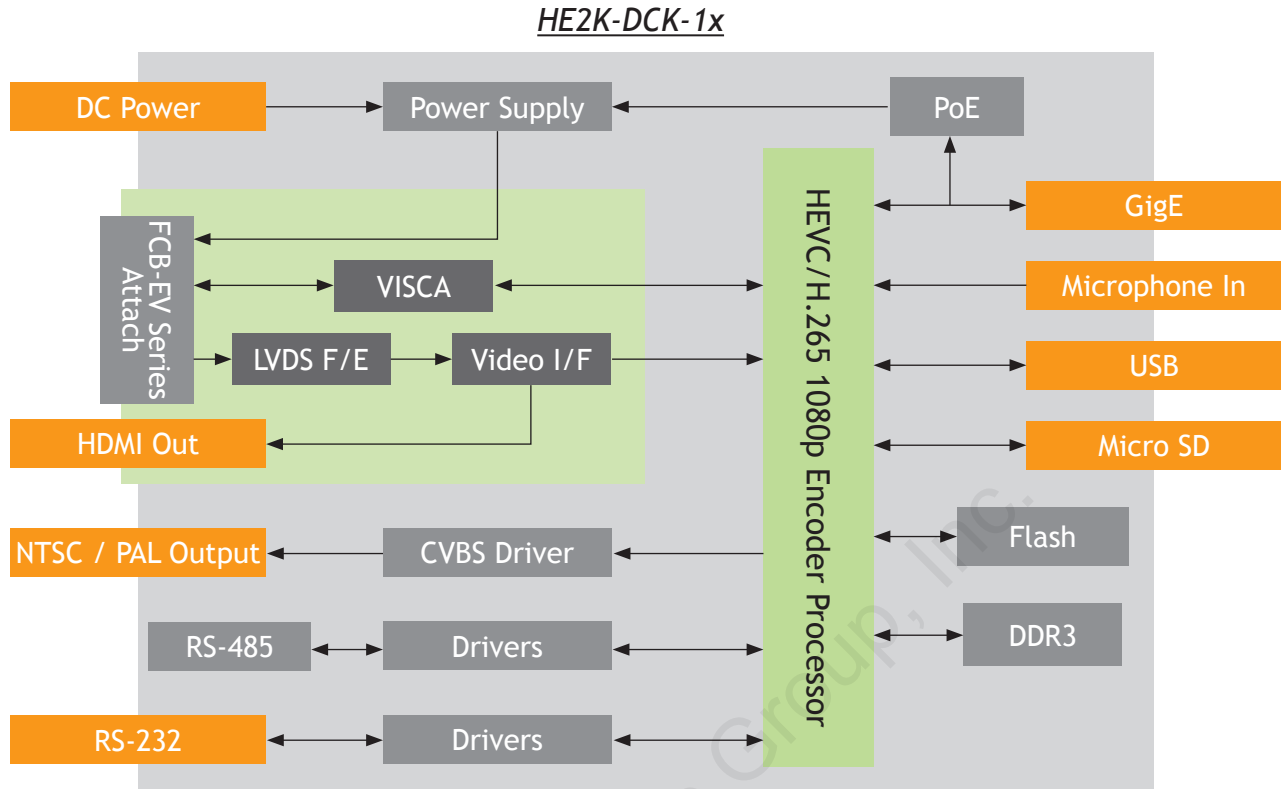 HE2K-DCK-1x
DC Power
Power Supply
PoE
GigE
FCB-EV Series
Attach
VISCA
HEVC/H.265 1080p Encoder Processor
Microphone In
LVDS F/E
Video I/F
USB
HDMI Out
Micro SD
NTSC / PAL Output
CVBS Driver
Flash
RS-485
Drivers
DDR3
RS-232
Drivers
Group, Inc.